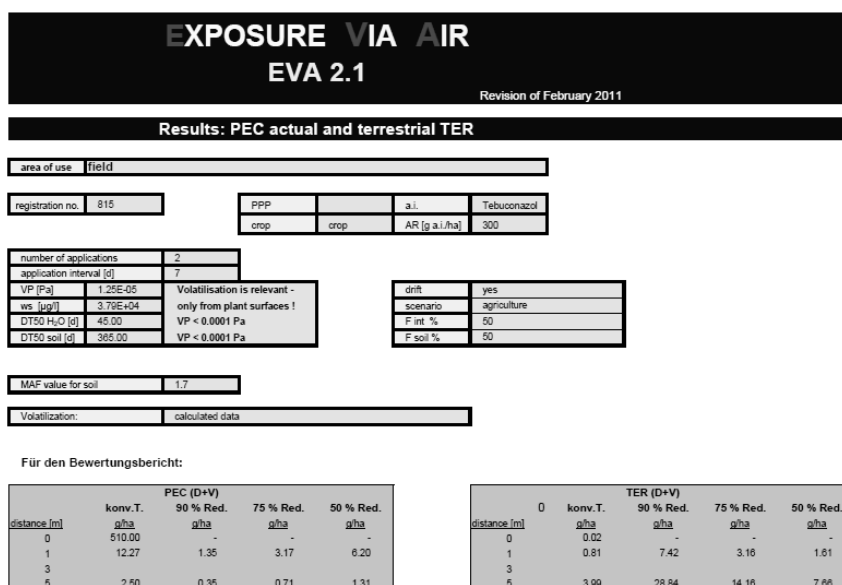 EXPOSURE VIA AIR
EVA 2.1
Revision of February 2011
Results: PEC actual and terrestrial TER
area of use field
registration no. 815 PPP a.i. Tebuconazol
crop crop AR [g a.i./ha] 300
number of applications 2
application interval [d] 7
VP [Pa] 1.25E-05 Volatilisation is relevant - drift yes
ws [µg/l] 3.79E+04 only from plant surfaces ! scenario agriculture
DT50 H₂O [d] 45.00 VP < 0.0001 Pa F int % 50
DT50 soil [d] 365.00 VP < 0.0001 Pa F soil % 50
MAF value for soil 1.7
Volatilization: calculated data
Für den Bewertungsbericht:
PEC (D+V) TER (D+V)
konv.T. 90 % Red. 75 % Red. 50 % Red. 0 konv.T. 90 % Red. 75 % Red. 50 % Red.
distance [m] g/ha g/ha g/ha g/ha distance [m] g/ha g/ha g/ha g/ha
0 510.00 - - - 0 0.02 - - -
1 12.27 1.35 3.17 6.20 1 0.81 7.42 3.16 1.61
3 3
5 2.50 0.35 0.71 1.31 5 3.99 28.84 14.16 7.66